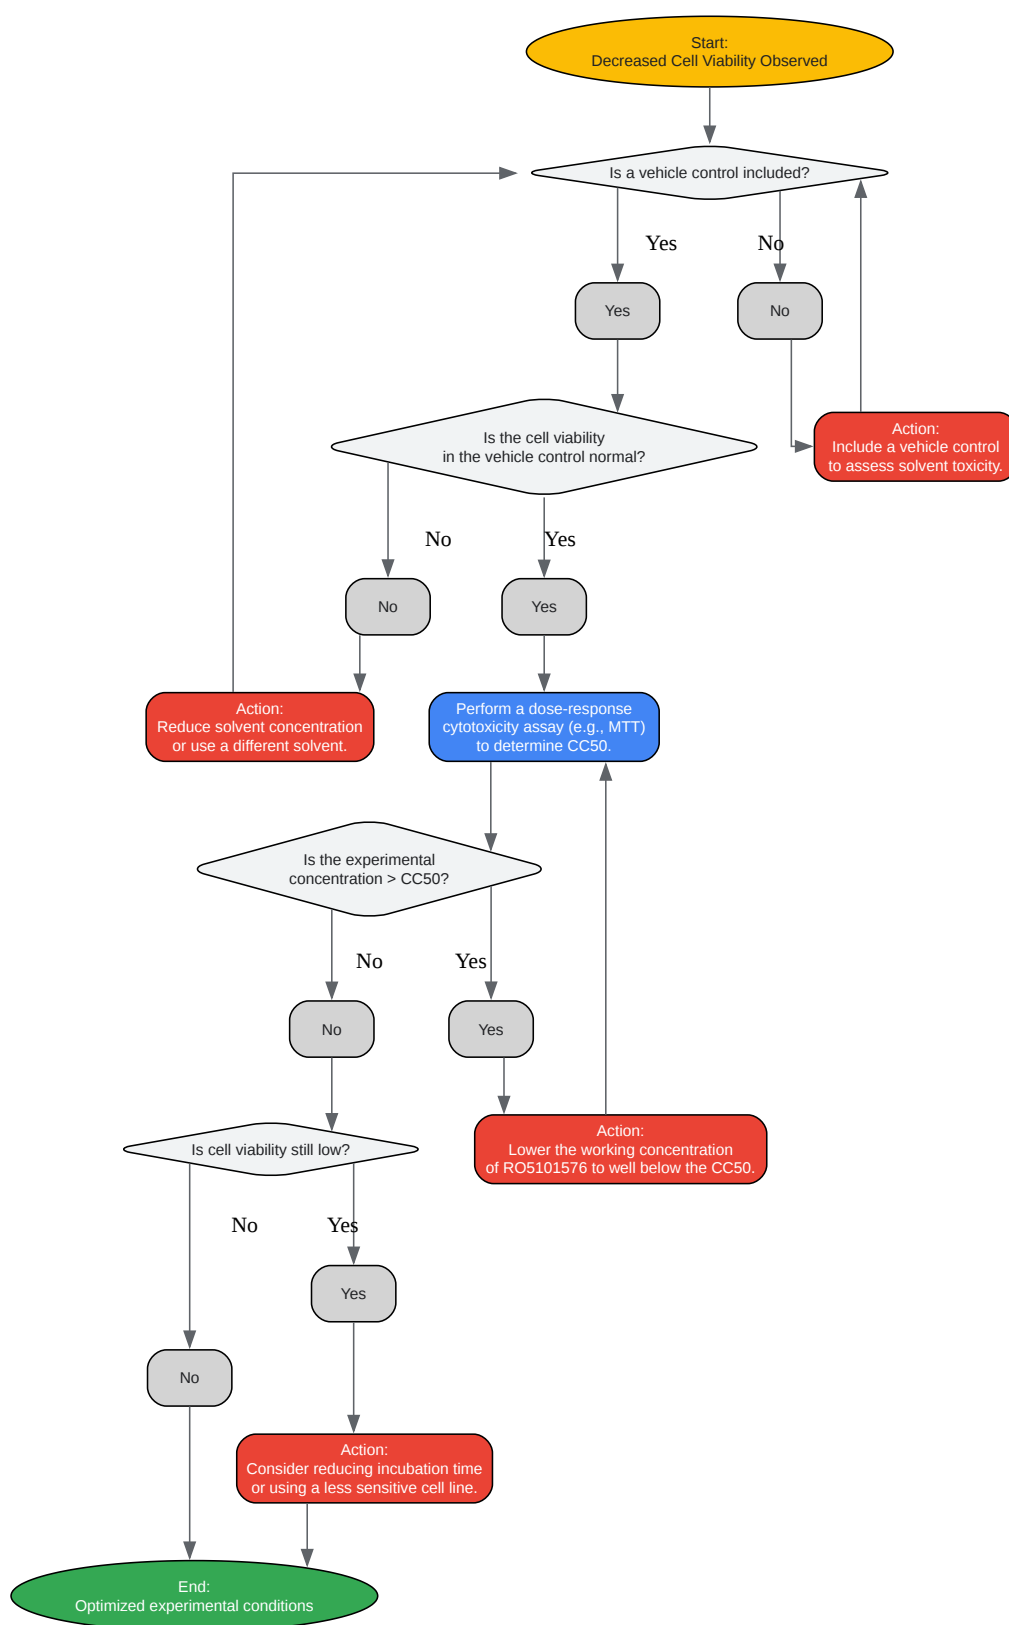 Start:
Decreased Cell Viability Observed
Is a vehicle control included?
Yes
No
Yes
No
Action:
Include a vehicle control
to assess solvent toxicity.
Is the cell viability
in the vehicle control normal?
No
Yes
No
Yes
Action:
Reduce solvent concentration
or use a different solvent.
Perform a dose-response
cytotoxicity assay (e.g., MTT)
to determine CC50.
Is the experimental
concentration > CC50?
No
Yes
No
Yes
Action:
Lower the working concentration
of RO5101576 to well below the CC50.
Is cell viability still low?
No
Yes
Yes
No
Action:
Consider reducing incubation time
or using a less sensitive cell line.
End:
Optimized experimental conditions